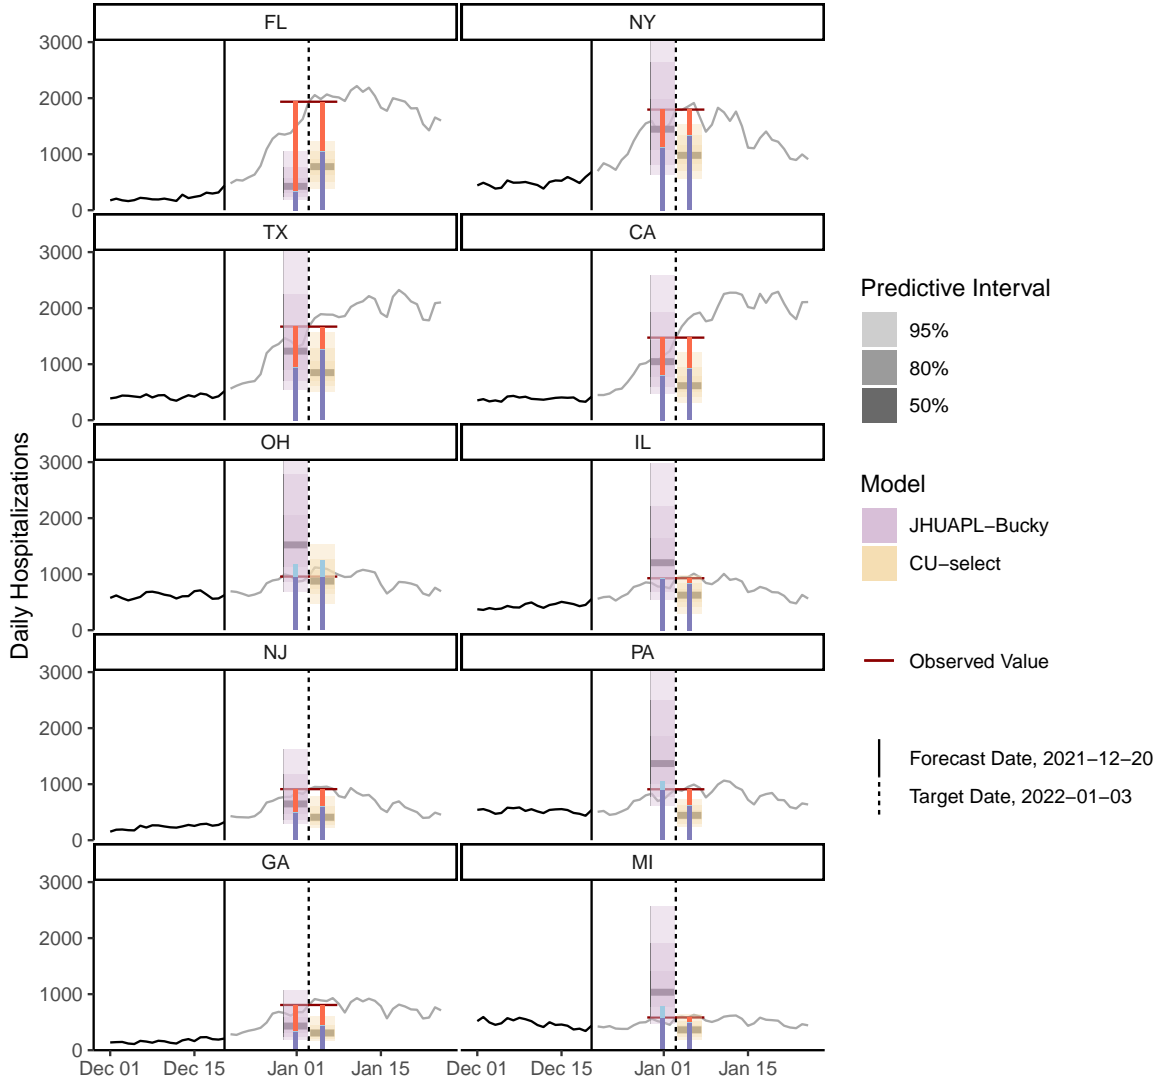 FL
NY
3000
2000
1000
0
TX
CA
3000
2000
1000
0
OH
IL
3000
2000
1000
0
NJ
PA
3000
2000
1000
0
GA
MI
3000
2000
1000
0
Dec 01
Dec 15
Jan 01
Jan 15
Dec 01
Dec 15
Jan 01
Jan 15
Daily Hospitalizations
Predictive Interval
95%
80%
50%
Model
JHUAPL−Bucky
CU−select
Observed Value
Forecast Date, 2021−12−20
Target Date, 2022−01−03